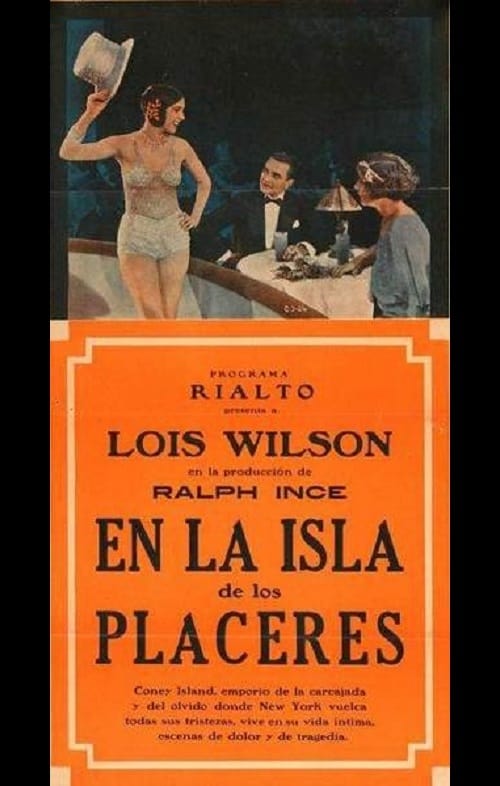 PROGRAMA
RIALTO
presenta a
LOIS WILSON
en la producción de
RALPH INCE
EN LA ISLA
de los
PLACERES
Coney Island, emporio de la carcajada
y del olvido donde New York vuelca
todas sus tristezas, vive en su vida íntima,
escenas de dolor y de tragedia.